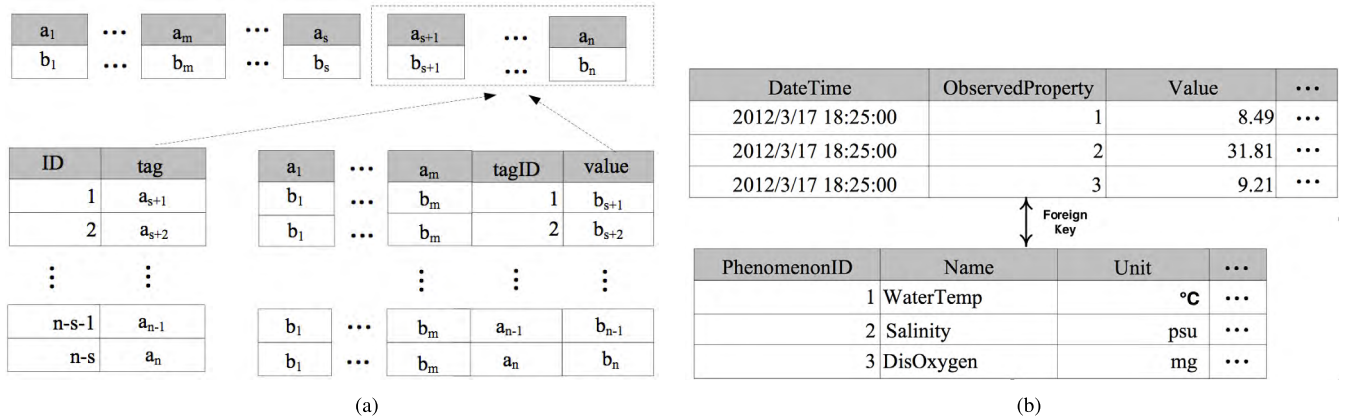 a1 ... am ... as as+1 ... an
b1 ... bm ... bs bs+1 ... bn
ID tag
1 as+1
2 as+2
n-s-1 an-1
n-s an
a1 ... am tagID value
b1 ... bm 1 bs+1
b1 ... bm 2 bs+2
b1 ... bm an-1 bn-1
b1 ... bm an bn
(a)
DateTime ObservedProperty Value ...
2012/3/17 18:25:00 1 8.49 ...
2012/3/17 18:25:00 2 31.81 ...
2012/3/17 18:25:00 3 9.21 ...
Foreign
Key
PhenomenonID Name Unit ...
1 WaterTemp °C ...
2 Salinity psu ...
3 DisOxygen mg ...
(b)